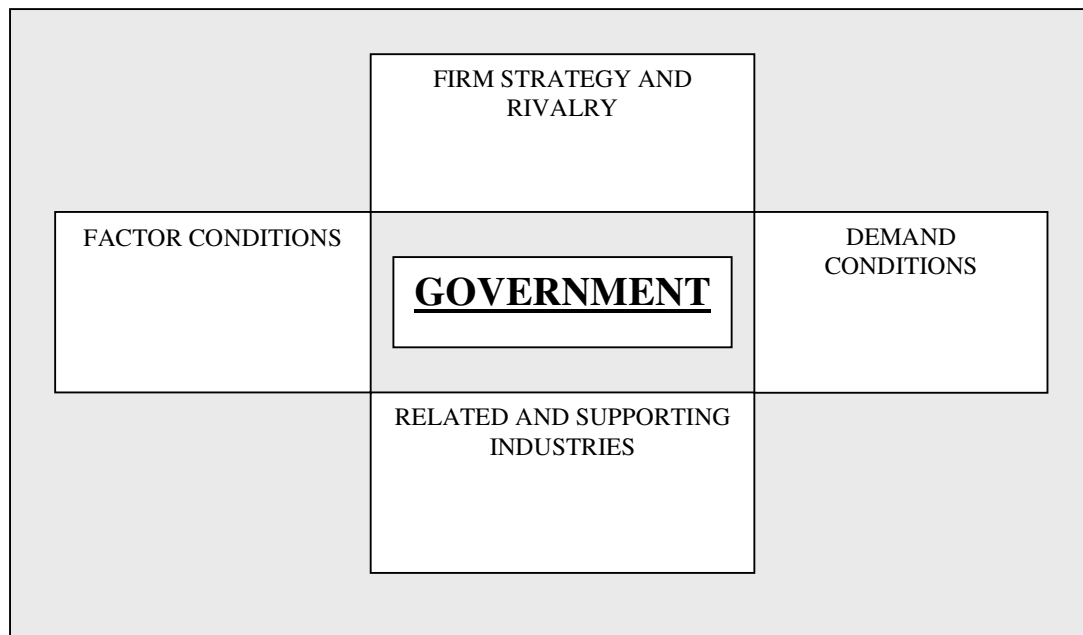 FIRM STRATEGY AND
RIVALRY
FACTOR CONDITIONS
DEMAND
CONDITIONS
GOVERNMENT
RELATED AND SUPPORTING
INDUSTRIES